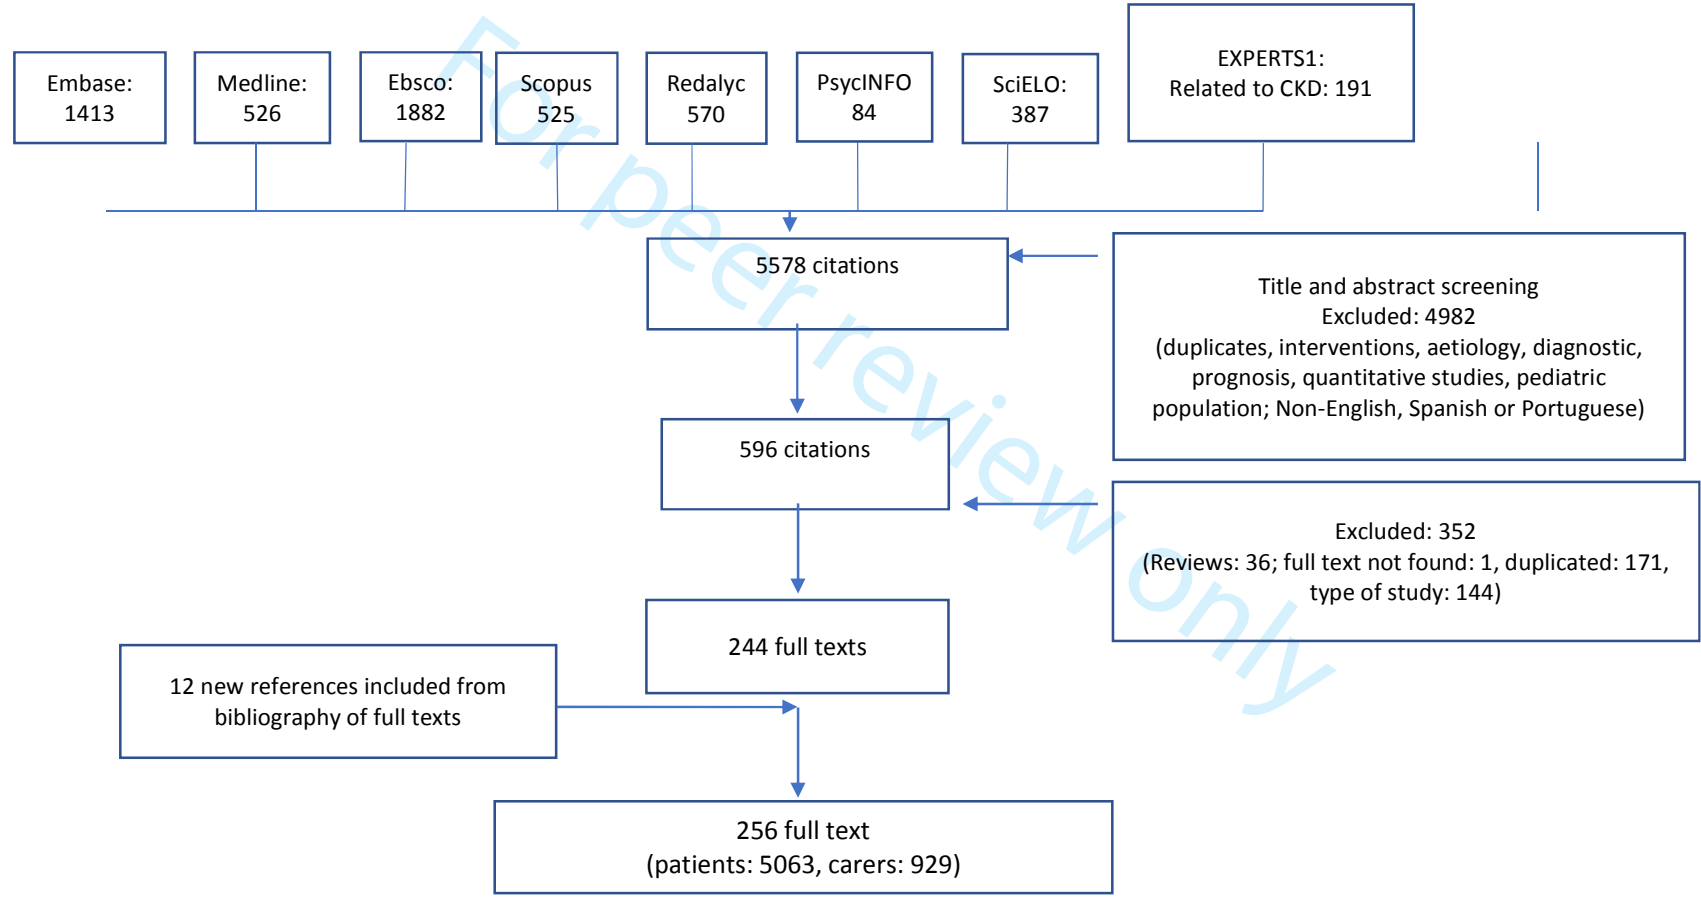 Embase:
1413
Medline:
526
Ebsco:
1882
Scopus
525
Redalyc
570
PsycINFO
84
SciELO:
387
EXPERTS1:
Related to CKD: 191
5578 citations
Title and abstract screening
Excluded: 4982
(duplicates, interventions, aetiology, diagnostic,
prognosis, quantitative studies, pediatric
population; Non-English, Spanish or Portuguese)
596 citations
Excluded: 352
(Reviews: 36; full text not found: 1, duplicated: 171,
type of study: 144)
244 full texts
12 new references included from
bibliography of full texts
256 full text
(patients: 5063, carers: 929)
For peer review only